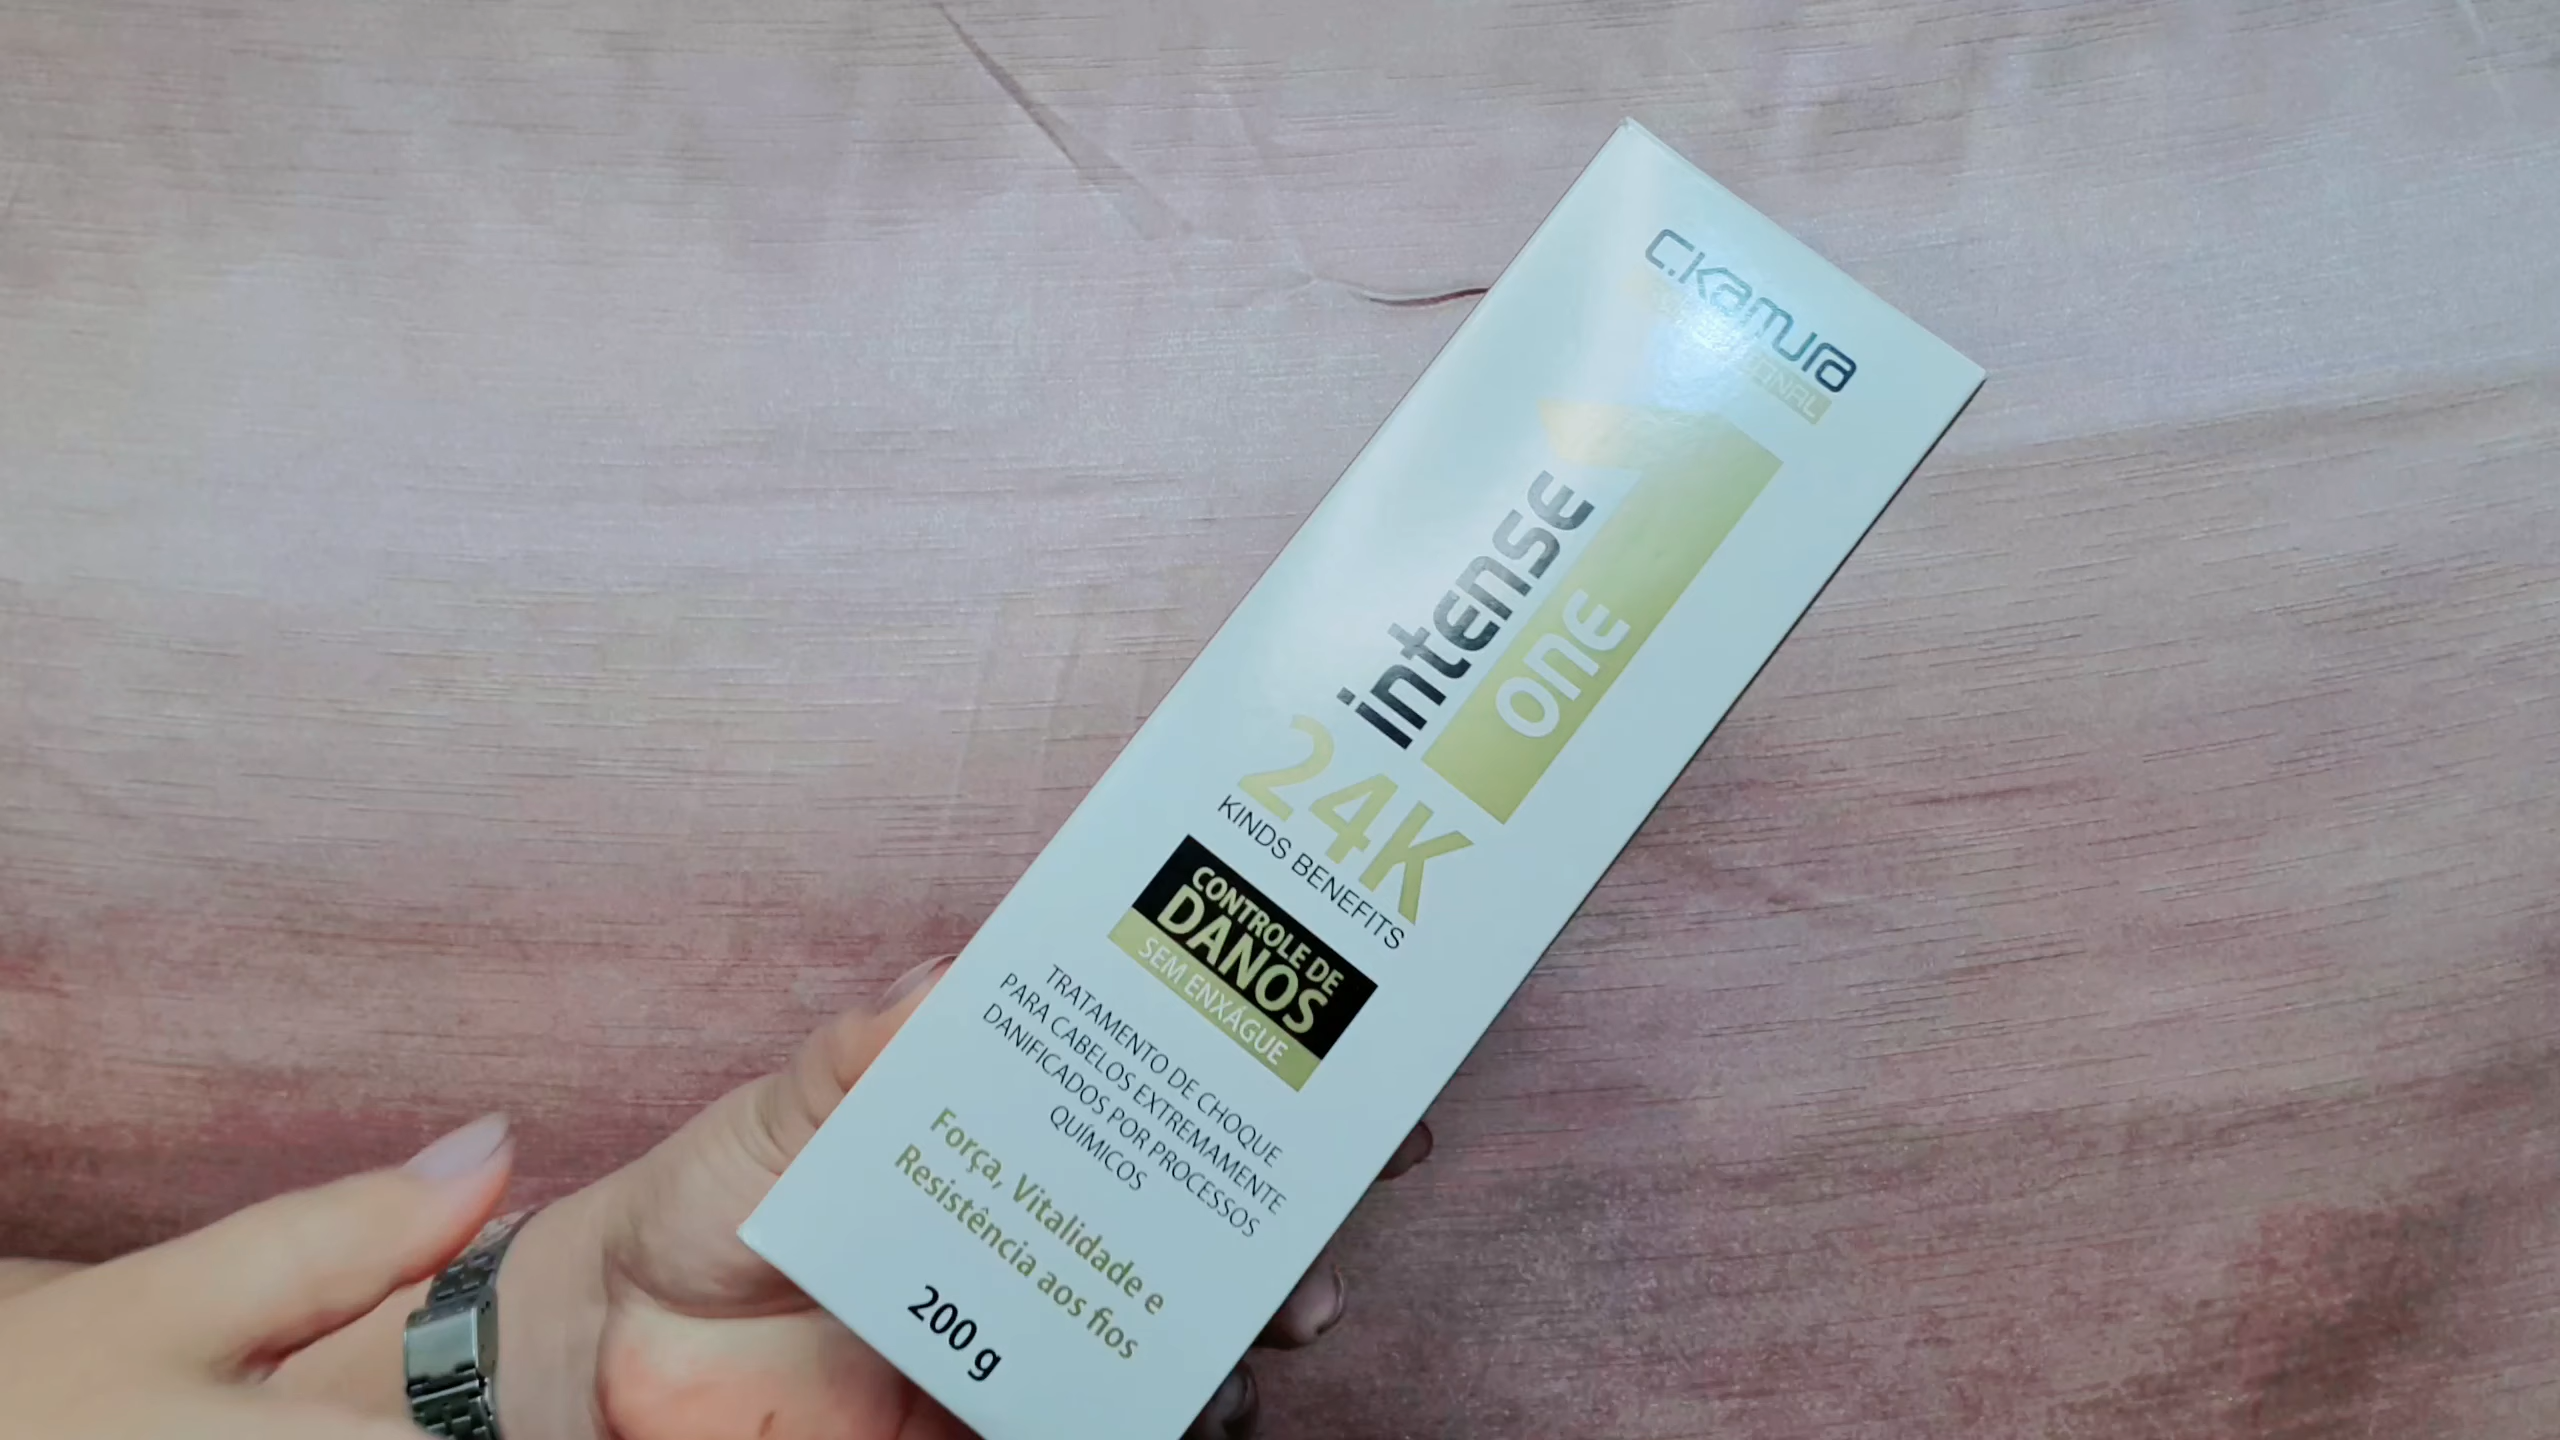 C.Kamura
PROFESSIONAL
intense
one
24K
KINDS BENEFITS
CONTROLE DE
DANOS
SEM ENXÁGUE
TRATAMENTO DE CHOQUE
PARA CABELOS EXTREMAMENTE
DANIFICADOS POR PROCESSOS
QUÍMICOS
Força, Vitalidade e
Resistência aos fios
200 g